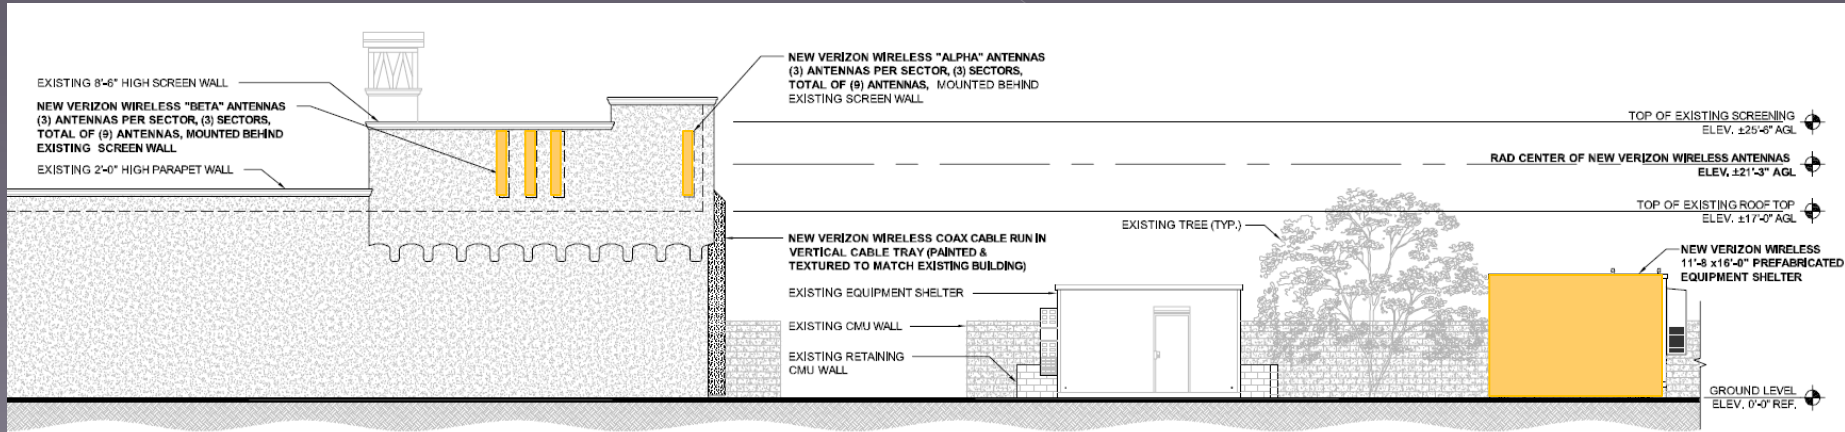 EXISTING 8'-6" HIGH SCREEN WALL
NEW VERIZON WIRELESS "BETA" ANTENNAS
(3) ANTENNAS PER SECTOR, (3) SECTORS,
TOTAL OF (9) ANTENNAS, MOUNTED BEHIND
EXISTING SCREEN WALL
EXISTING 2'-0" HIGH PARAPET WALL
NEW VERIZON WIRELESS "ALPHA" ANTENNAS
(3) ANTENNAS PER SECTOR, (3) SECTORS,
TOTAL OF (9) ANTENNAS, MOUNTED BEHIND
EXISTING SCREEN WALL
TOP OF EXISTING SCREENING
ELEV. ±25'-6" AGL
RAD CENTER OF NEW VERIZON WIRELESS ANTENNAS
ELEV. ±21'-3" AGL
TOP OF EXISTING ROOF TOP
ELEV. ±17'-0" AGL
EXISTING TREE (TYP.)
NEW VERIZON WIRELESS COAX CABLE RUN IN
VERTICAL CABLE TRAY (PAINTED &
TEXTURED TO MATCH EXISTING BUILDING)
NEW VERIZON WIRELESS
11'-8 x16'-0" PREFABRICATED
EQUIPMENT SHELTER
EXISTING EQUIPMENT SHELTER
EXISTING CMU WALL
EXISTING RETAINING
CMU WALL
GROUND LEVEL
ELEV. 0'-0" REF.